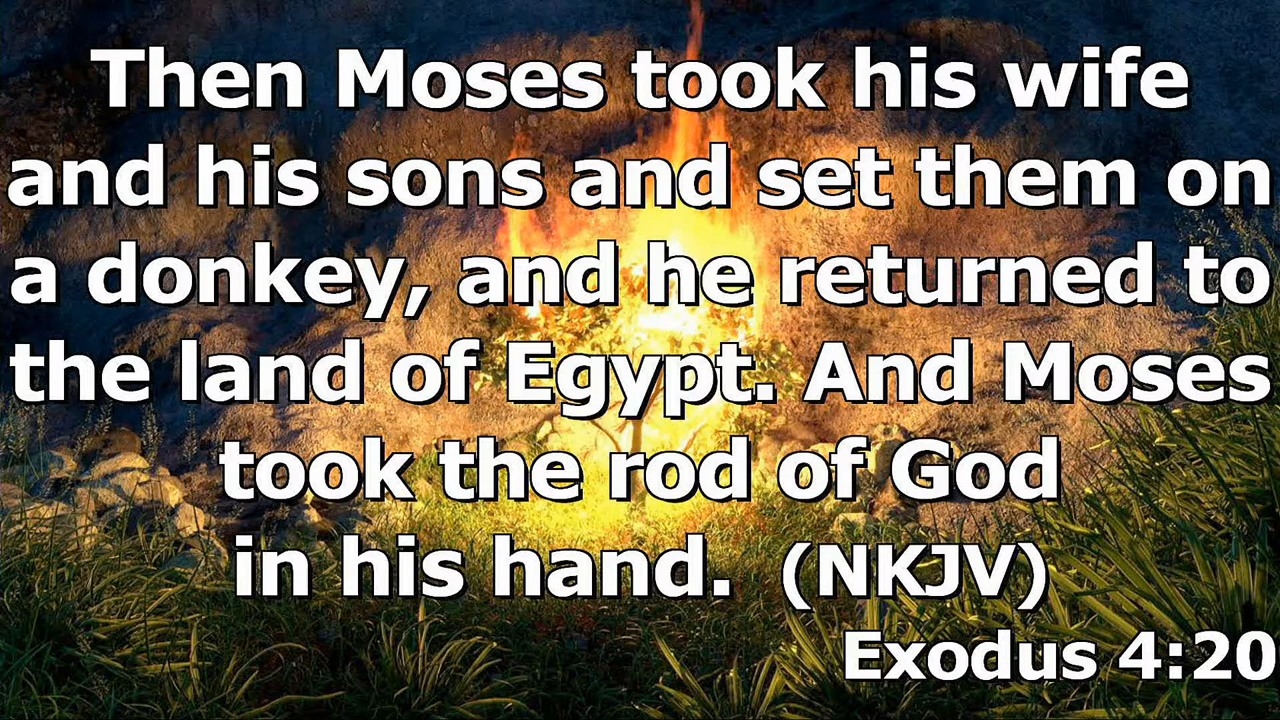 Then Moses took his wife
and his sons and set them on
a donkey, and he returned to
the land of Egypt. And Moses
took the rod of God
in his hand. (NKJV)
Exodus 4:20